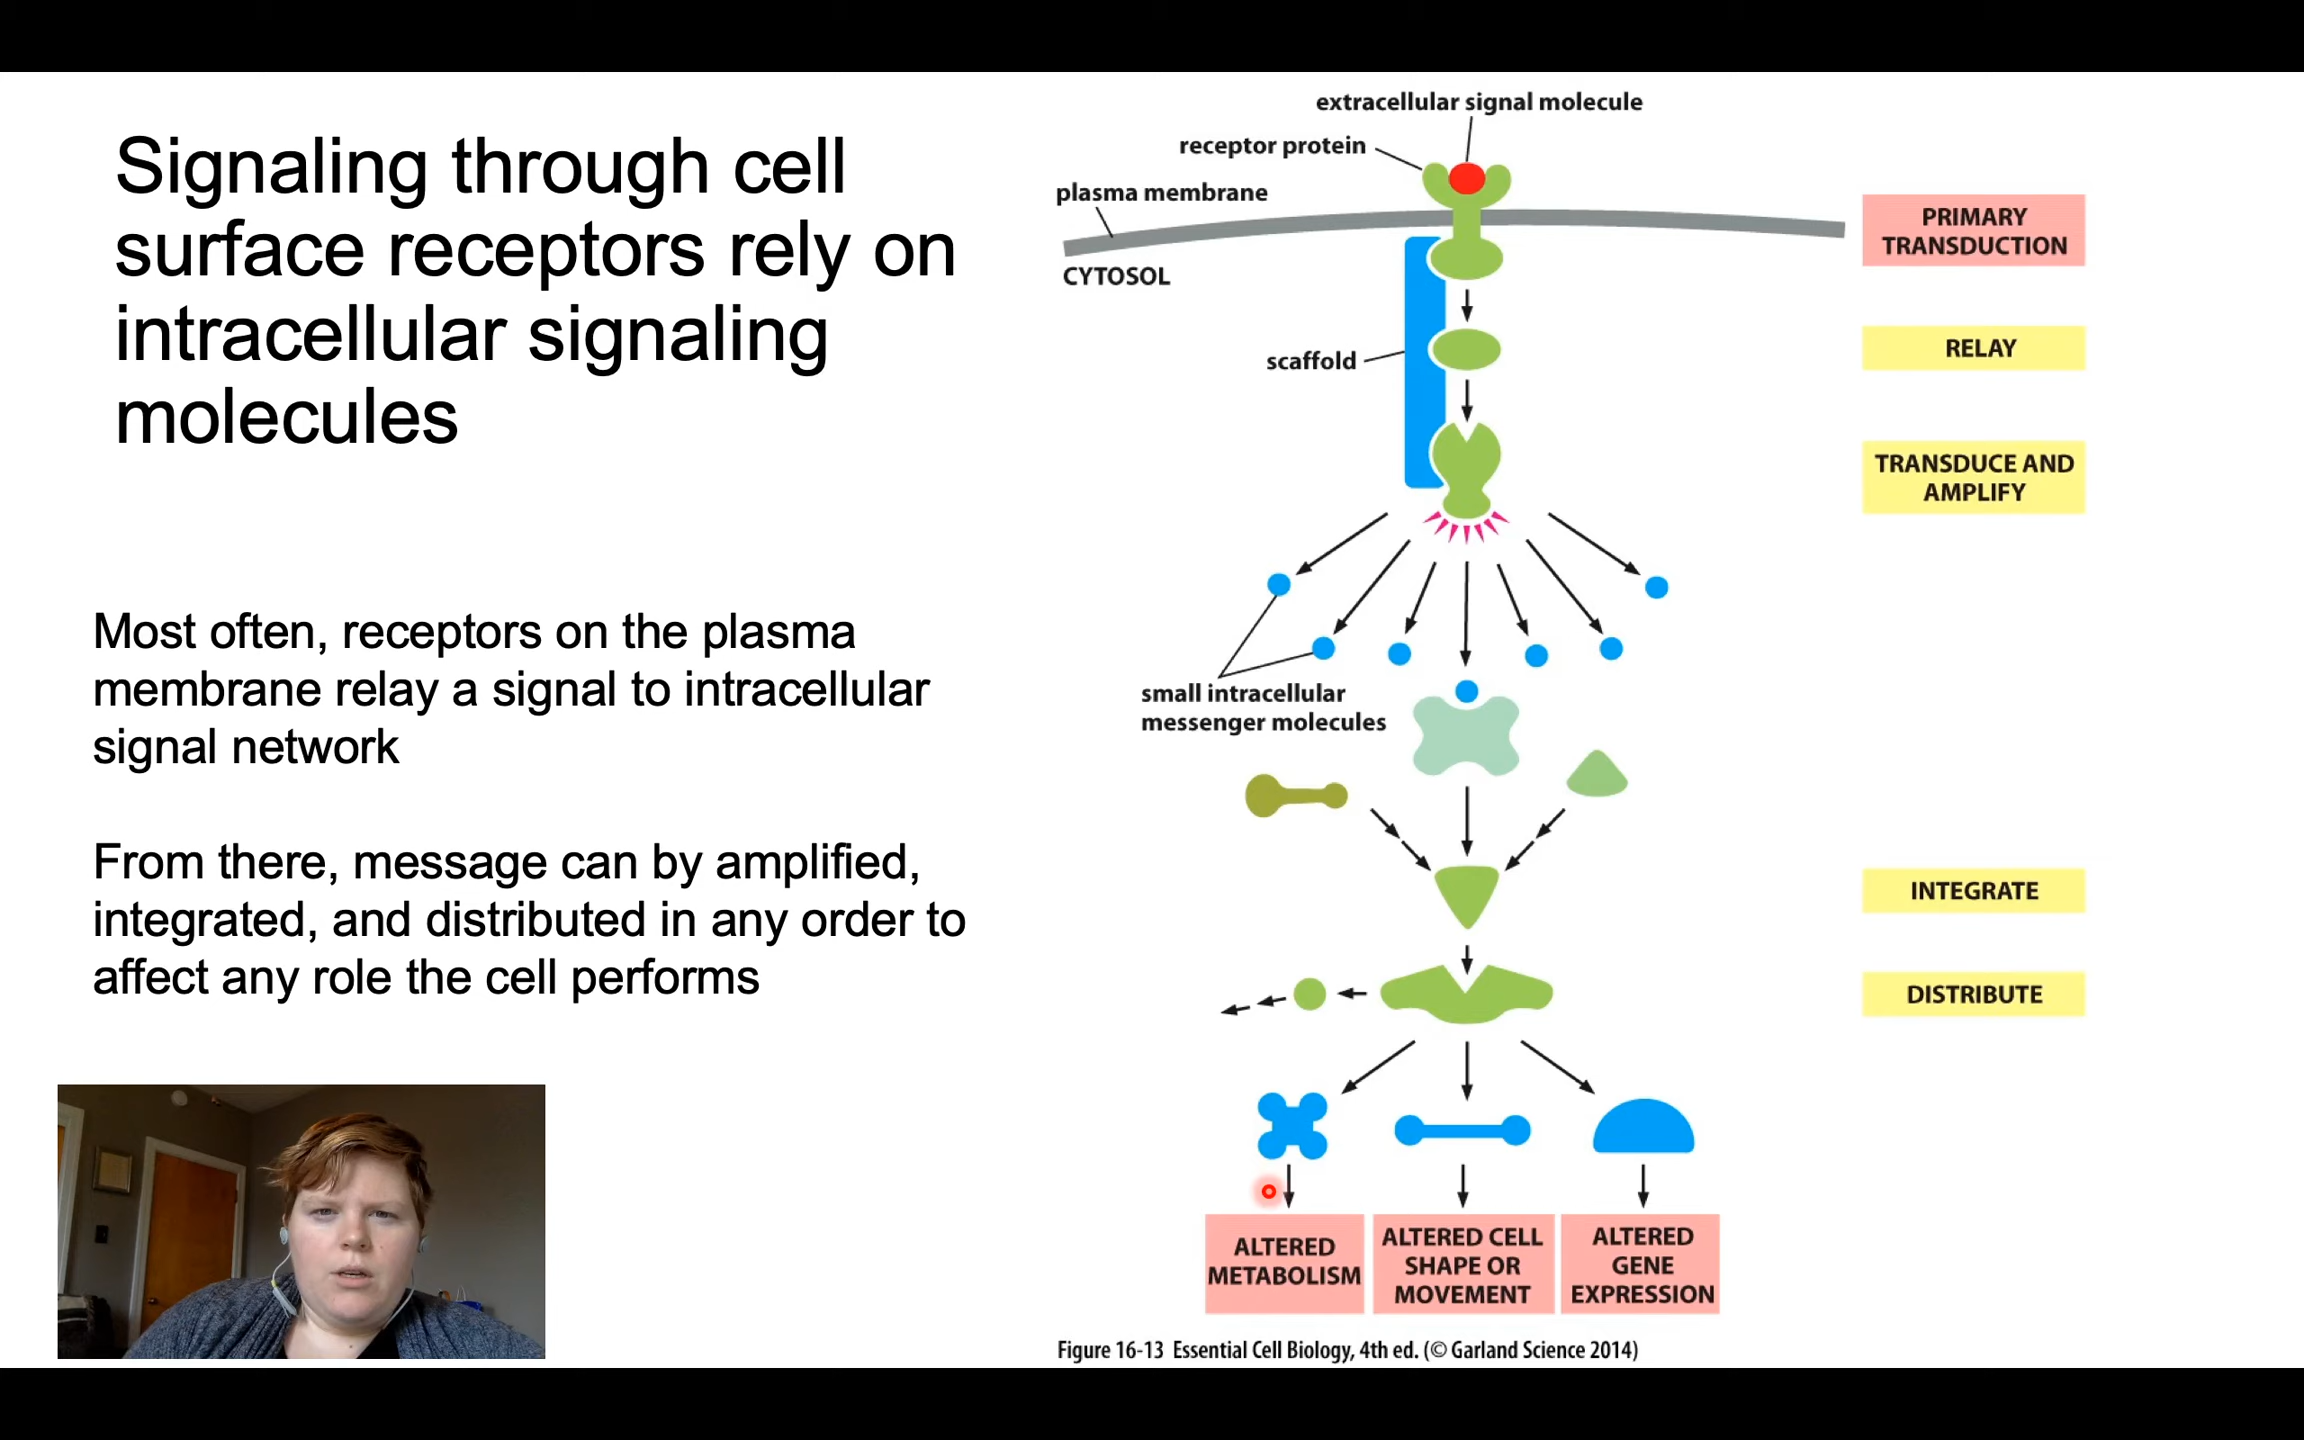 Signaling through cell
surface receptors rely on
intracellular signaling
molecules
Most often, receptors on the plasma
membrane relay a signal to intracellular
signal network
From there, message can by amplified,
integrated, and distributed in any order to
affect any role the cell performs
extracellular signal molecule
receptor protein
plasma membrane
CYTOSOL
scaffold
small intracellular
messenger molecules
PRIMARY
TRANSDUCTION
RELAY
TRANSDUCE AND
AMPLIFY
INTEGRATE
DISTRIBUTE
ALTERED
METABOLISM
ALTERED CELL
SHAPE OR
MOVEMENT
ALTERED
GENE
EXPRESSION
Figure 16-13 Essential Cell Biology, 4th ed. (© Garland Science 2014)